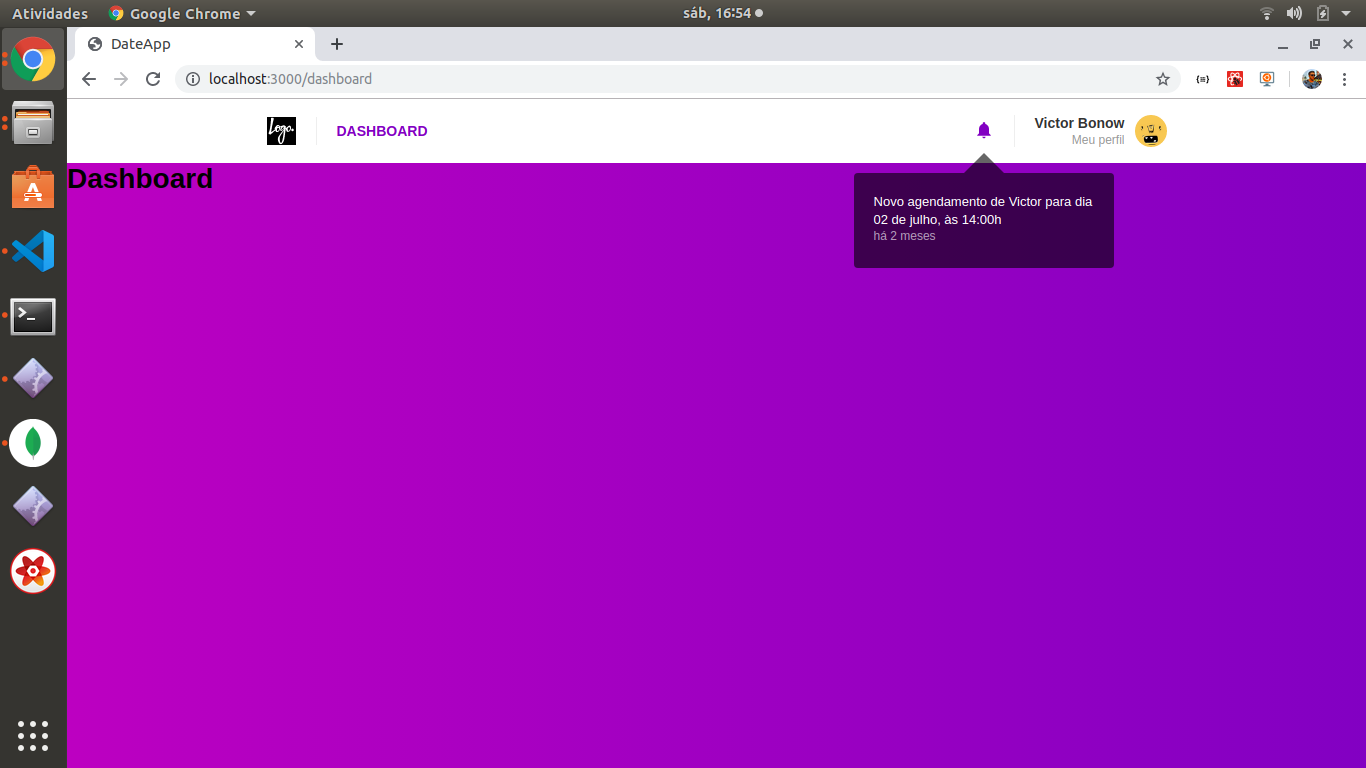 Atividades
Google Chrome
sáb, 16:54
DateApp
localhost:3000/dashboard
Logo.
DASHBOARD
Victor Bonow
Meu perfil
Dashboard
Novo agendamento de Victor para dia
02 de julho, às 14:00h
há 2 meses